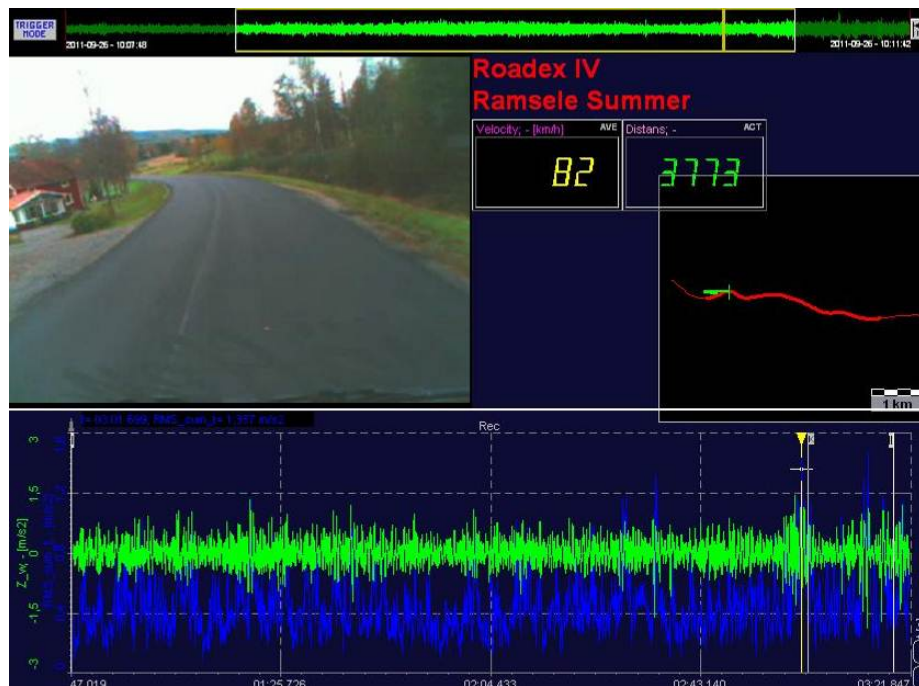 TRIGGER
MODE
2011-09-26 - 10:07:48
2011-09-26 - 10:11:42
Roadex IV
Ramsele Summer
Velocity; - [km/h] AVE
82
Distans; - ACT
3773
1 km
Rec
3
1,5
0
-1,5
-3
Z_w, - [m/s2]
47.019 01:25.726 02:04.433 02:43.140 03:21.847